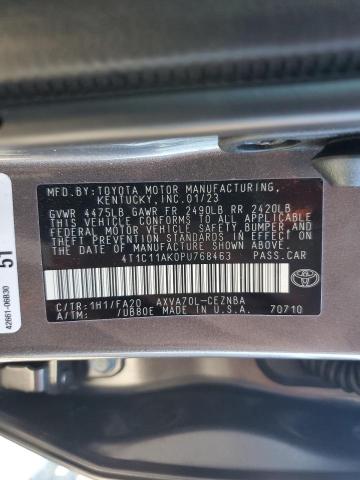 MFD.BY:TOYOTA MOTOR MANUFACTURING,
KENTUCKY, INC.01/23
GVWR 4475LB GAWR FR 2490LB RR 2420LB
THIS VEHICLE CONFORMS TO ALL APPLICABLE
FEDERAL MOTOR VEHICLE SAFETY, BUMPER, AND
THEFT PREVENTION STANDARDS IN EFFECT ON
THE DATE OF MANUFACTURE SHOWN ABOVE.
4T1C11AK0PU768463 PASS.CAR
C/TR:1H1/FA20 AXVA70L-CEZNBA
A/TM: /UB80E MADE IN U.S.A. 70710
51
42861-06B30